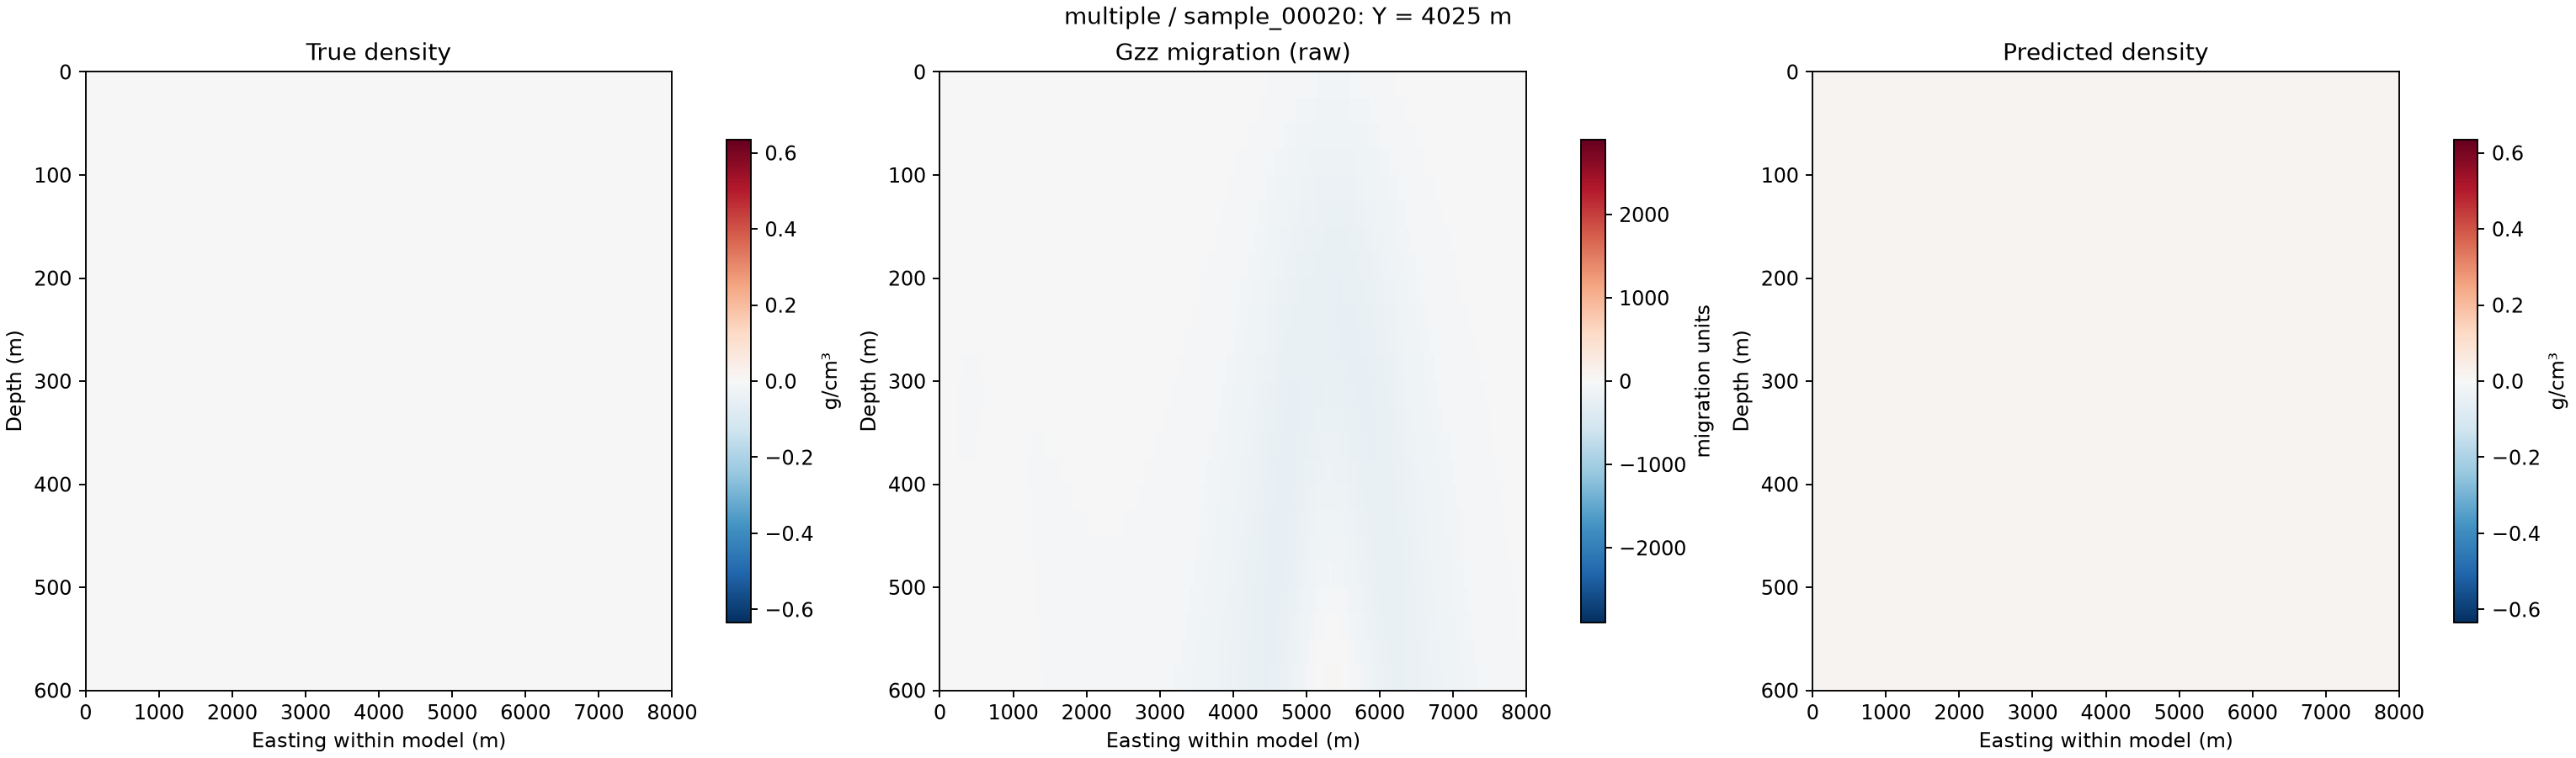 multiple / sample_00020: Y = 4025 m
True density
0
100
200
300
400
500
600
Depth (m)
0 1000 2000 3000 4000 5000 6000 7000 8000
Easting within model (m)
0.6
0.4
0.2
0.0
−0.2
−0.4
−0.6
g/cm³
Gzz migration (raw)
0
100
200
300
400
500
600
Depth (m)
0 1000 2000 3000 4000 5000 6000 7000 8000
Easting within model (m)
2000
1000
0
−1000
−2000
migration units
Predicted density
0
100
200
300
400
500
600
Depth (m)
0 1000 2000 3000 4000 5000 6000 7000 8000
Easting within model (m)
0.6
0.4
0.2
0.0
−0.2
−0.4
−0.6
g/cm³